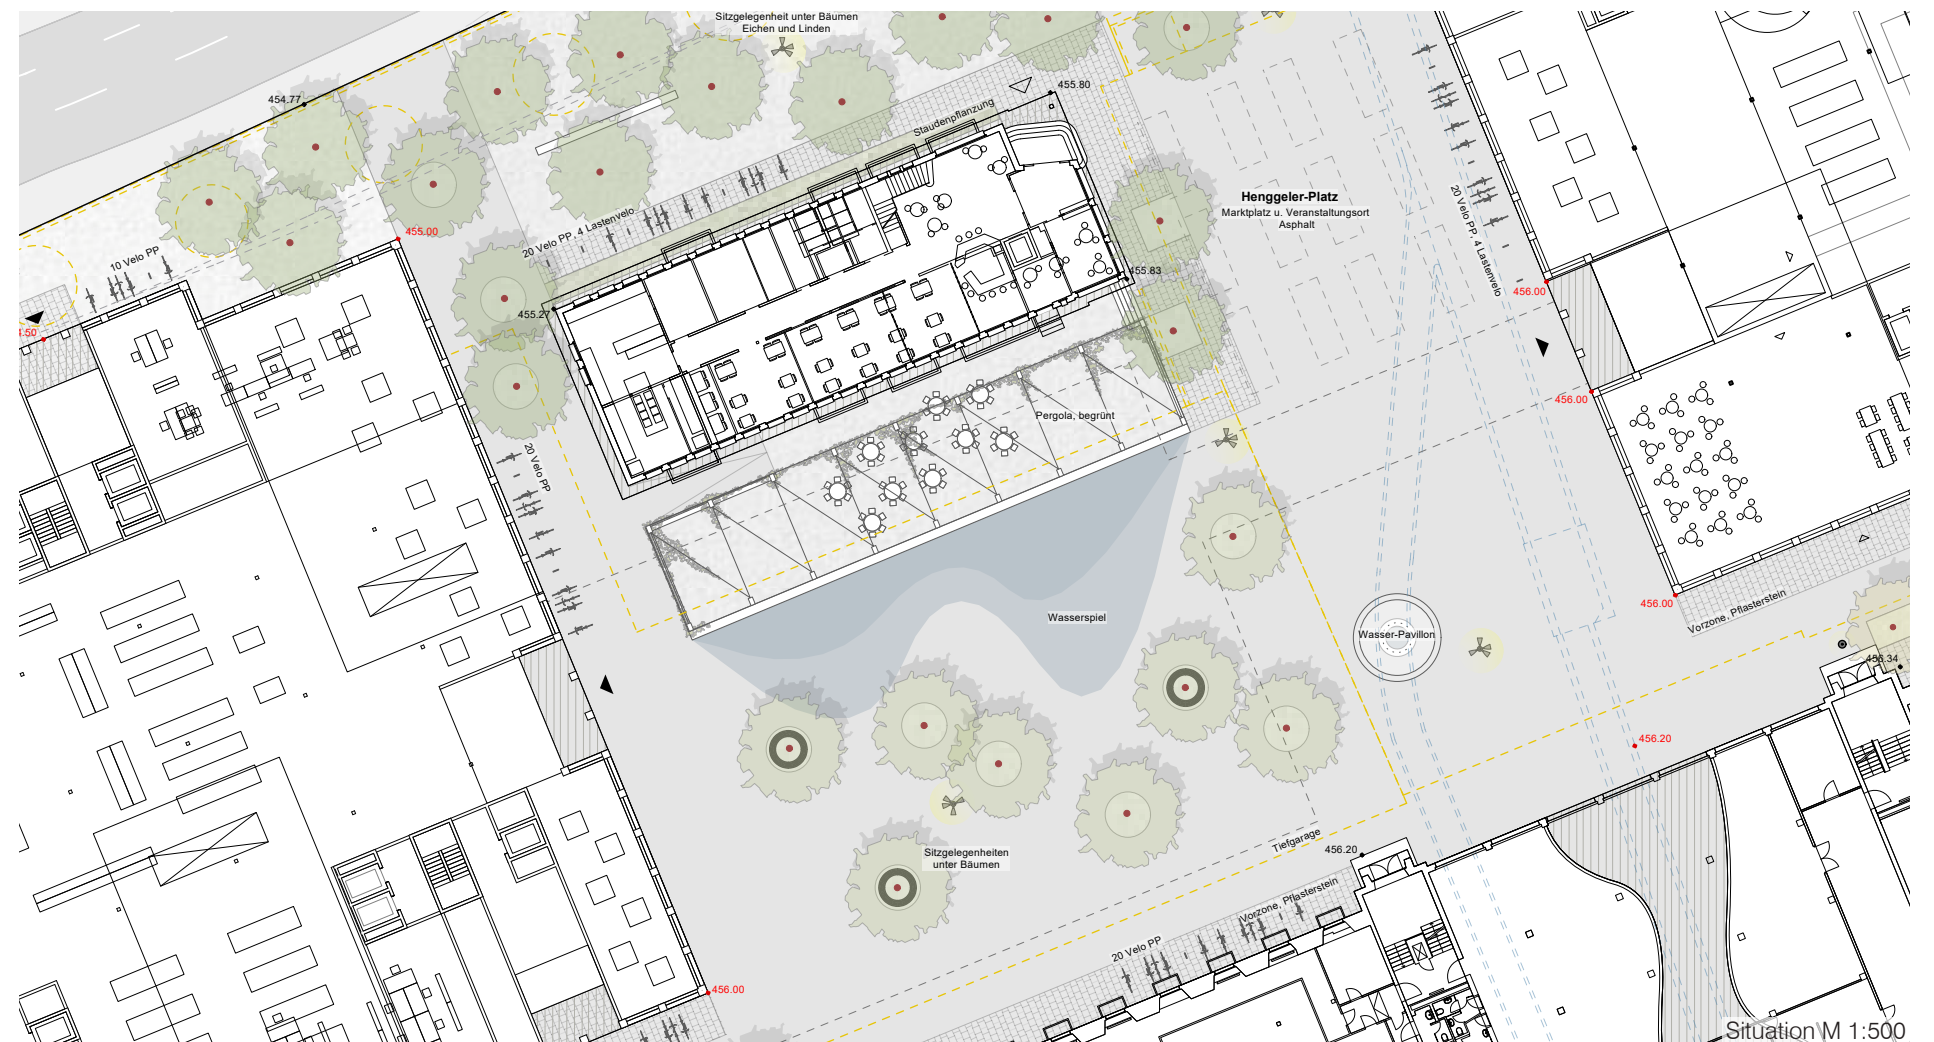 Sitzgelegenheit unter Bäumen
Eichen und Linden
454.77
455.80
Staudenpflanzung
Henggeler-Platz
Marktplatz u. Veranstaltungsort
Asphalt
20 Velo PP, 4 Lastenvelo
20 Velo PP, 4 Lastenvelo
455.00
10 Velo PP
455.83
456.00
455.27
4.50
456.00
Pergola, begrünt
20 Velo PP
456.00
Vorzone, Pflasterstein
Wasserspiel
Wasser-Pavillon
456.34
456.20
Tiefgarage
456.20
Sitzgelegenheiten
unter Bäumen
Vorzone, Pflasterstein
20 Velo PP
456.00
Situation M 1:500